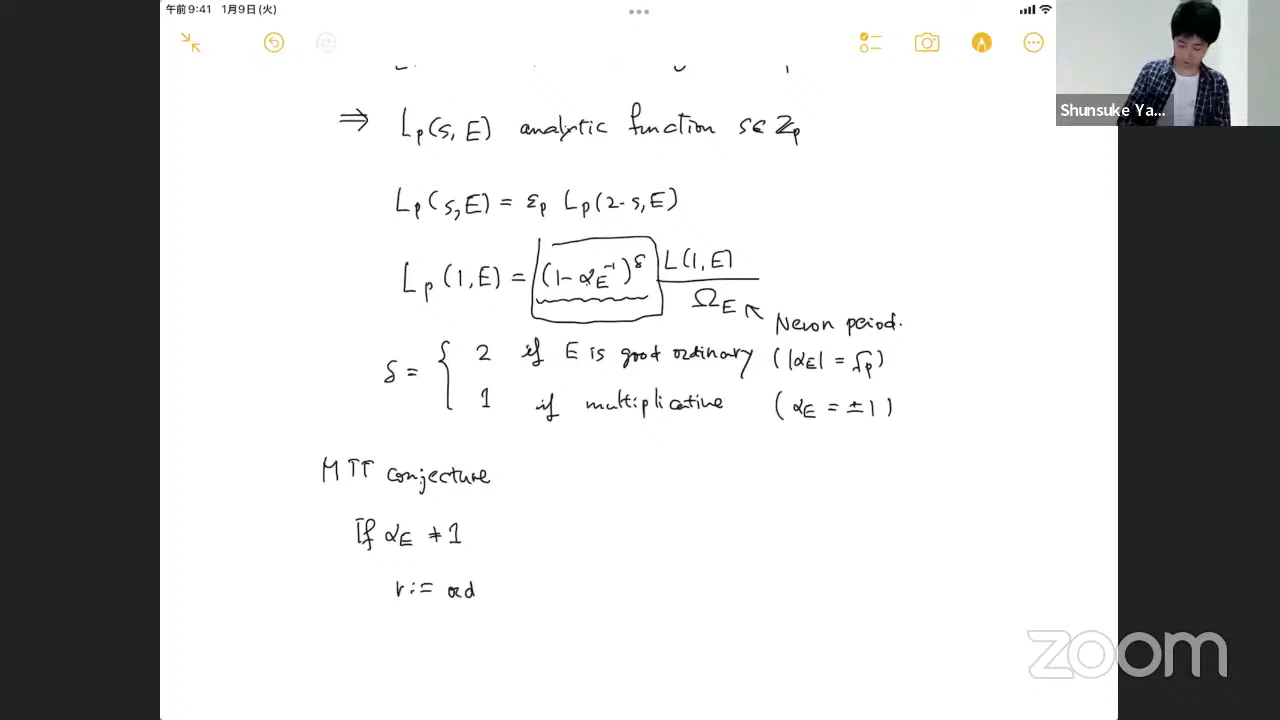 午前9:41 1月9日(火)
Shunsuke Ya...
⇒ Lp(s, E) analytic function s∈ Zp
Lp(s, E) = εp Lp(2-s, E)
Lp(1, E) = (1-αE⁻¹)^δ L(1, E) / ΩE
Neron period.
δ = { 2 if E is good ordinary (|αE| = √p)
1 if multiplicative (αE = ±1)
MTT conjecture
If αE ≠ 1
r := ord
zoom